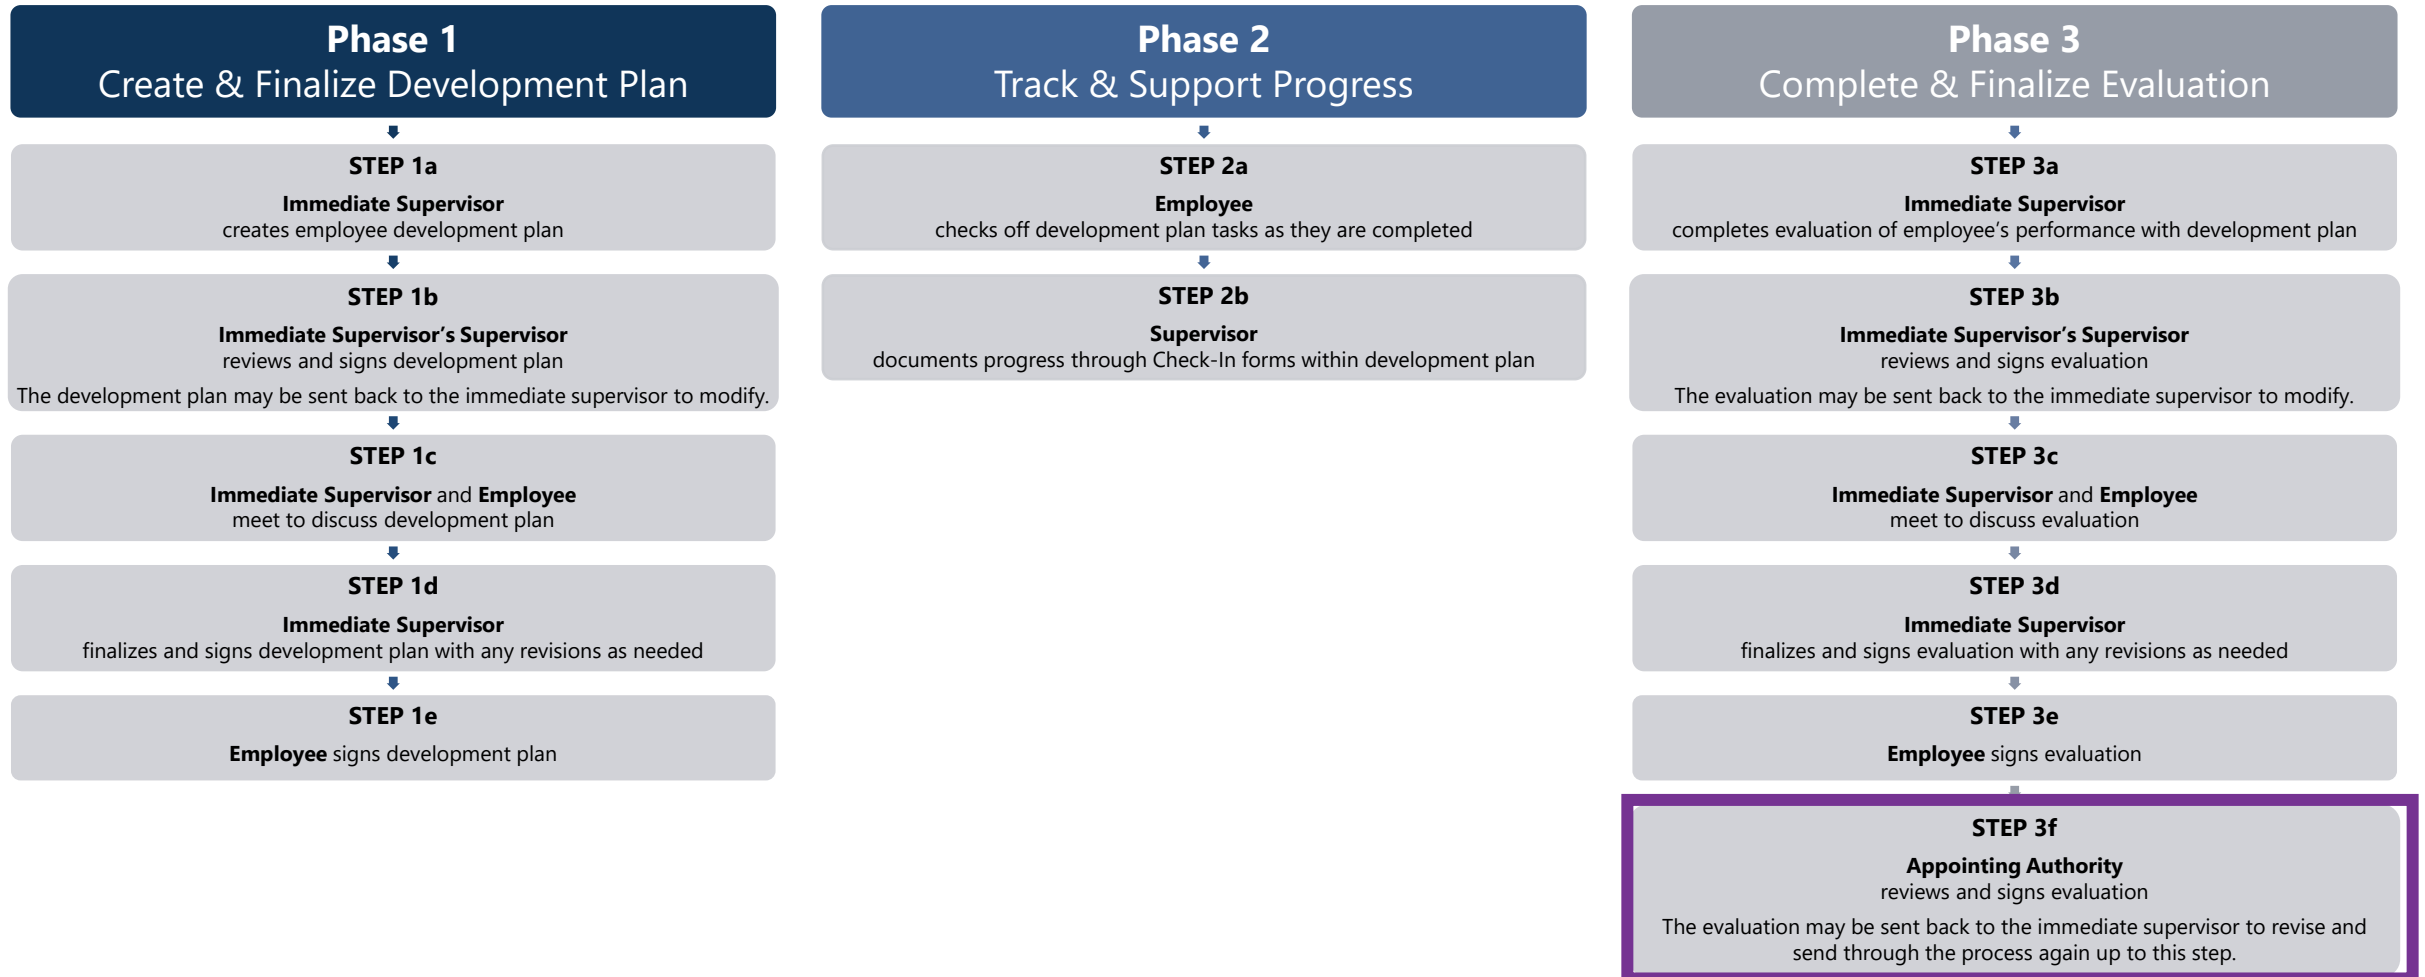 Phase 1
Create & Finalize Development Plan
STEP 1a
Immediate Supervisor
creates employee development plan
STEP 1b
Immediate Supervisor’s Supervisor
reviews and signs development plan
The development plan may be sent back to the immediate supervisor to modify.
STEP 1c
Immediate Supervisor and Employee
meet to discuss development plan
STEP 1d
Immediate Supervisor
finalizes and signs development plan with any revisions as needed
STEP 1e
Employee signs development plan
Phase 2
Track & Support Progress
STEP 2a
Employee
checks off development plan tasks as they are completed
STEP 2b
Supervisor
documents progress through Check-In forms within development plan
Phase 3
Complete & Finalize Evaluation
STEP 3a
Immediate Supervisor
completes evaluation of employee’s performance with development plan
STEP 3b
Immediate Supervisor’s Supervisor
reviews and signs evaluation
The evaluation may be sent back to the immediate supervisor to modify.
STEP 3c
Immediate Supervisor and Employee
meet to discuss evaluation
STEP 3d
Immediate Supervisor
finalizes and signs evaluation with any revisions as needed
STEP 3e
Employee signs evaluation
STEP 3f
Appointing Authority
reviews and signs evaluation
The evaluation may be sent back to the immediate supervisor to revise and
send through the process again up to this step.